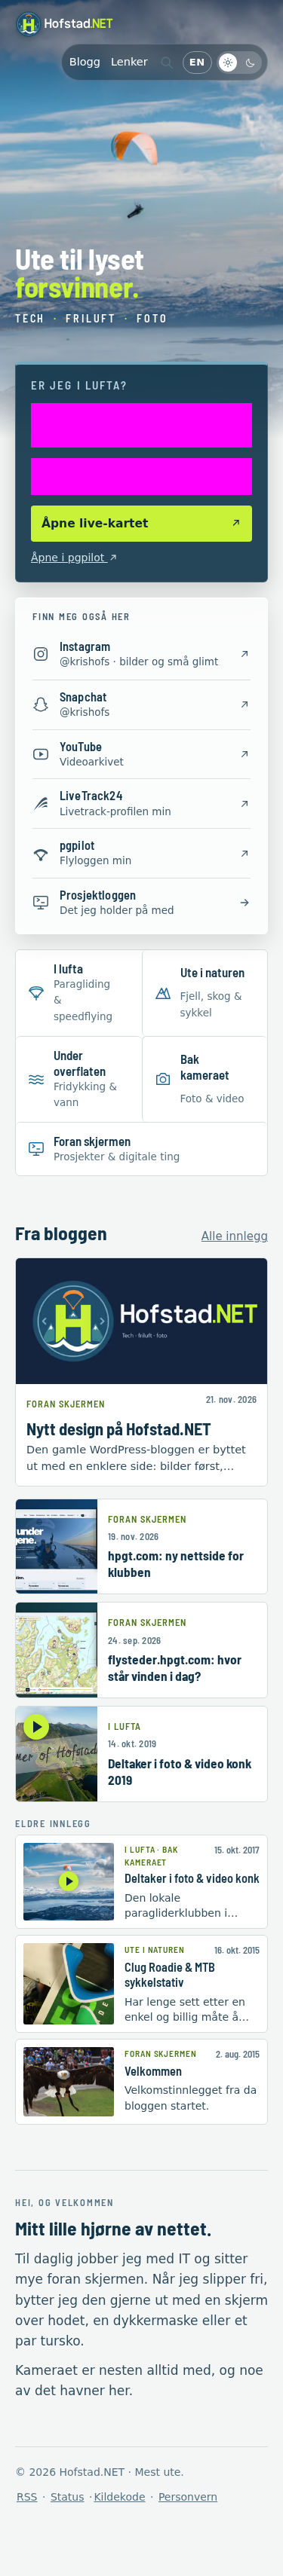 Hofstad.NET
Blogg Lenker EN
Ute til lyset
forsvinner.
TECH · FRILUFT · FOTO
ER JEG I LUFTA?
Åpne live-kartet ↗
Åpne i pgpilot ↗
FINN MEG OGSÅ HER
Instagram
@krishofs · bilder og små glimt ↗
Snapchat
@krishofs ↗
YouTube
Videoarkivet ↗
LiveTrack24
Livetrack-profilen min ↗
pgpilot
Flyloggen min ↗
Prosjektloggen
Det jeg holder på med →
I lufta
Paragliding
&
speedflying
Ute i naturen
Fjell, skog &
sykkel
Under
overflaten
Fridykking &
vann
Bak
kameraet
Foto & video
Foran skjermen
Prosjekter & digitale ting
Fra bloggen
Alle innlegg
Hofstad.NET
Tech · friluft · foto
FORAN SKJERMEN
21. nov. 2026
Nytt design på Hofstad.NET
Den gamle WordPress-bloggen er byttet
ut med en enklere side: bilder først,…
FORAN SKJERMEN
19. nov. 2026
hpgt.com: ny nettside for
klubben
FORAN SKJERMEN
24. sep. 2026
flysteder.hpgt.com: hvor
står vinden i dag?
I LUFTA
14. okt. 2019
Deltaker i foto & video konk
2019
ELDRE INNLEGG
I LUFTA · BAK
KAMERAET
15. okt. 2017
Deltaker i foto & video konk
Den lokale
paragliderklubben i…
UTE I NATUREN
16. okt. 2015
Clug Roadie & MTB
sykkelstativ
Har lenge sett etter en
enkel og billig måte å…
FORAN SKJERMEN
2. aug. 2015
Velkommen
Velkomstinnlegget fra da
bloggen startet.
HEI, OG VELKOMMEN
Mitt lille hjørne av nettet.
Til daglig jobber jeg med IT og sitter
mye foran skjermen. Når jeg slipper fri,
bytter jeg den gjerne ut med en skjerm
over hodet, en dykkermaske eller et
par tursko.
Kameraet er nesten alltid med, og noe
av det havner her.
© 2026 Hofstad.NET · Mest ute.
RSS · Status · Kildekode · Personvern